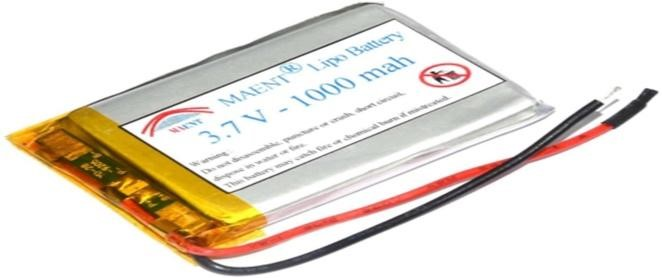 MAENT
MAENT® Lipo Battery
3.7 V - 1000 mah
Warning:
Do not disassemble, puncture or crush, short circuit,
dispose in water or fire.
This battery may catch fire or chemical burn if mistreated.